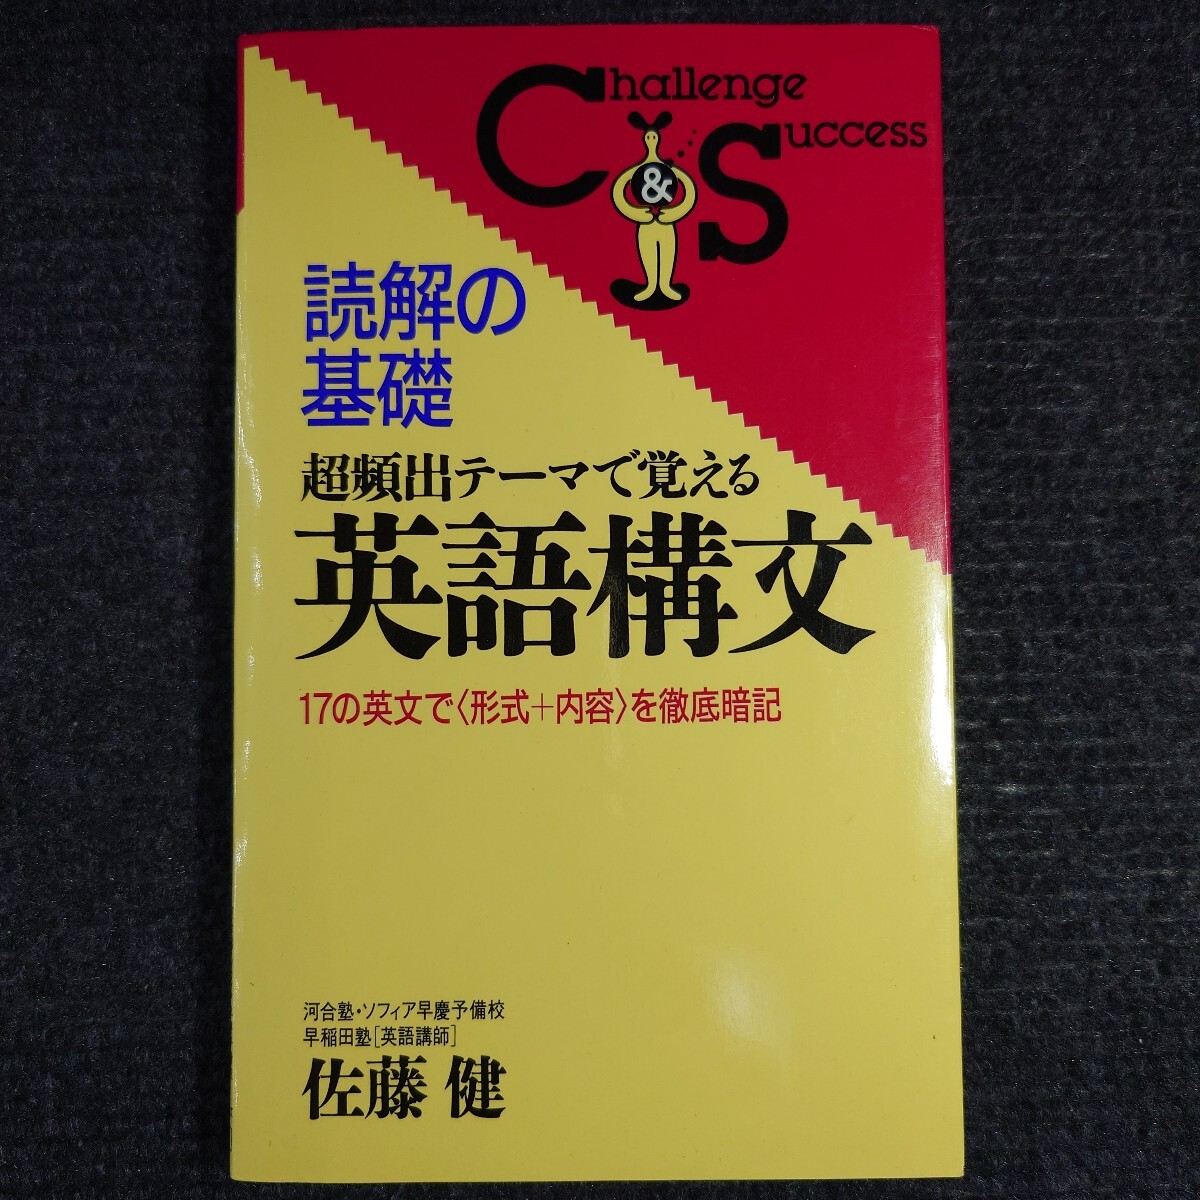 Challenge
&
Success
読解の
基礎
超頻出テーマで覚える
英語構文
17の英文で〈形式+内容〉を徹底暗記
河合塾・ソフィア早慶予備校
早稲田塾[英語講師]
佐藤 健